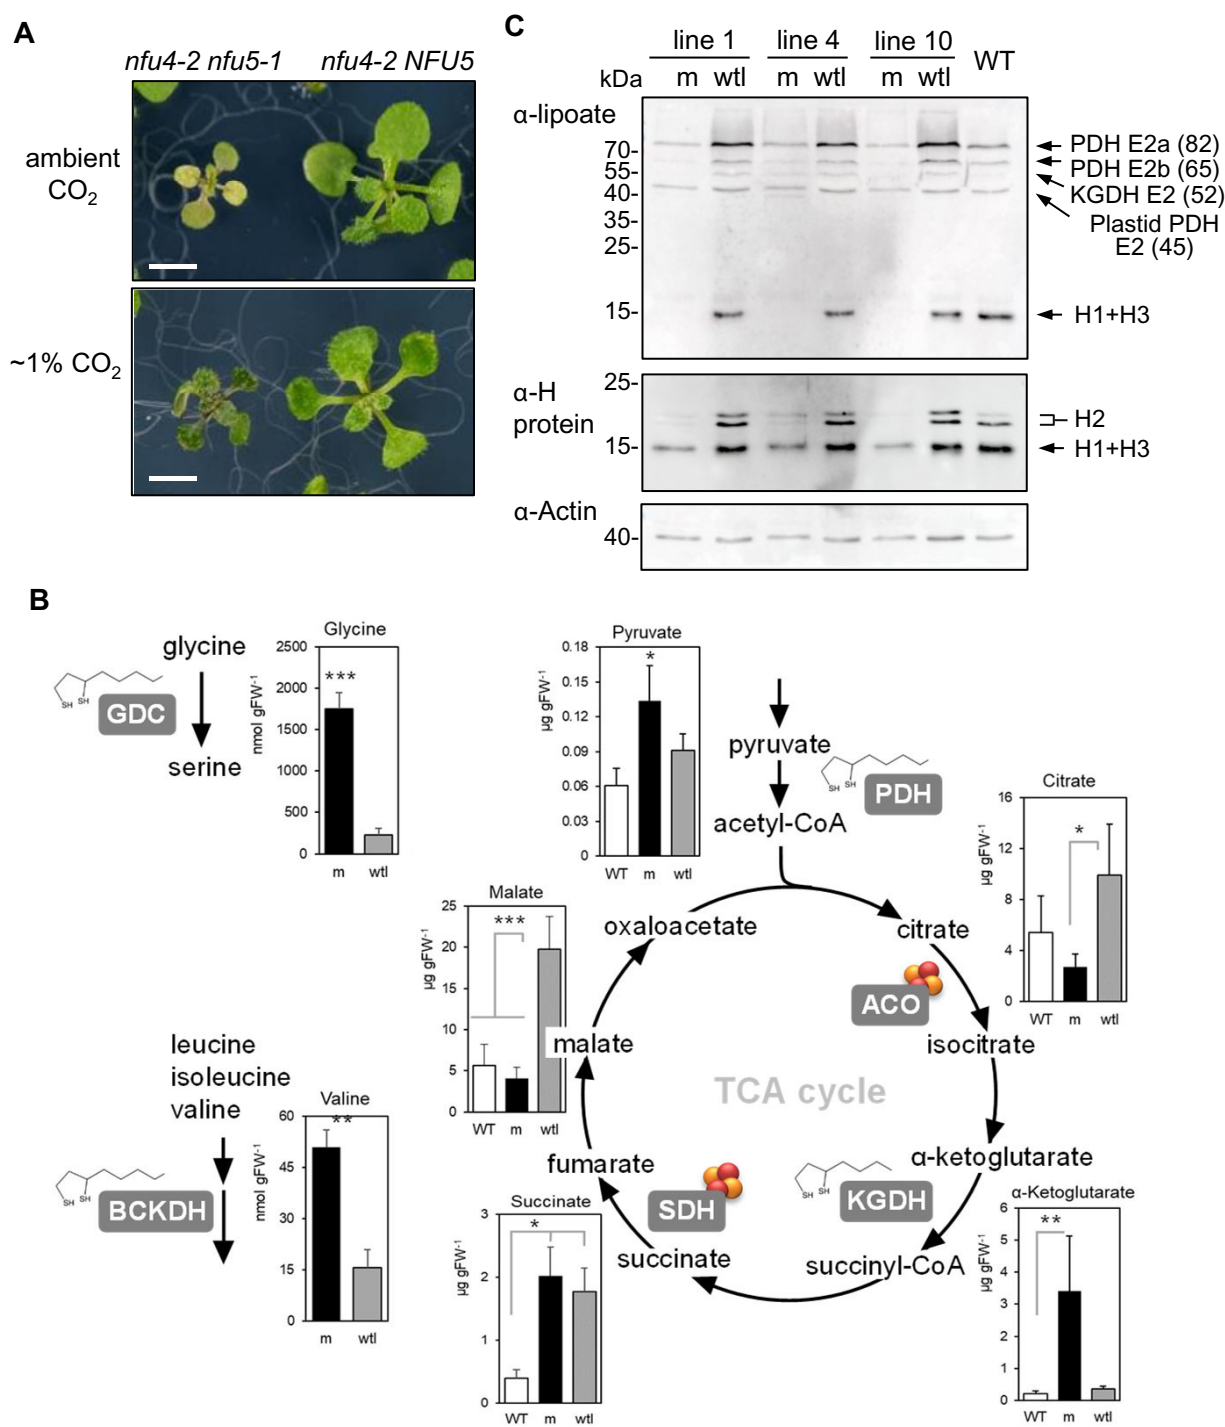 A
nfu4-2 nfu5-1
nfu4-2 NFU5
ambient
CO2
~1% CO2
C
line 1
line 4
line 10
WT
kDa
m
wtl
m
wtl
m
wtl
α-lipoate
70-
55-
40-
35-
25-
15-
PDH E2a (82)
PDH E2b (65)
KGDH E2 (52)
Plastid PDH
E2 (45)
H1+H3
α-H
protein
25-
15-
H2
H1+H3
α-Actin
40-
B
glycine
SH
SH
GDC
serine
Glycine
nmol gFW-1
2500
2000
1500
1000
500
0
***
m
wtl
Pyruvate
µg gFW-1
0.18
0.15
0.12
0.09
0.06
0.03
0
*
WT
m
wtl
pyruvate
SH
SH
PDH
acetyl-CoA
Citrate
µg gFW-1
16
12
8
4
0
*
WT
m
wtl
Malate
µg gFW-1
25
20
15
10
5
0
***
WT
m
wtl
oxaloacetate
citrate
ACO
isocitrate
malate
TCA cycle
leucine
isoleucine
valine
SH
SH
BCKDH
Valine
nmol gFW-1
60
45
30
15
0
**
m
wtl
fumarate
SDH
succinate
SH
SH
KGDH
α-ketoglutarate
succinyl-CoA
Succinate
µg gFW-1
3
2
1
0
*
WT
m
wtl
α-Ketoglutarate
µg gFW-1
6
5
4
3
2
1
0
**
WT
m
wtl